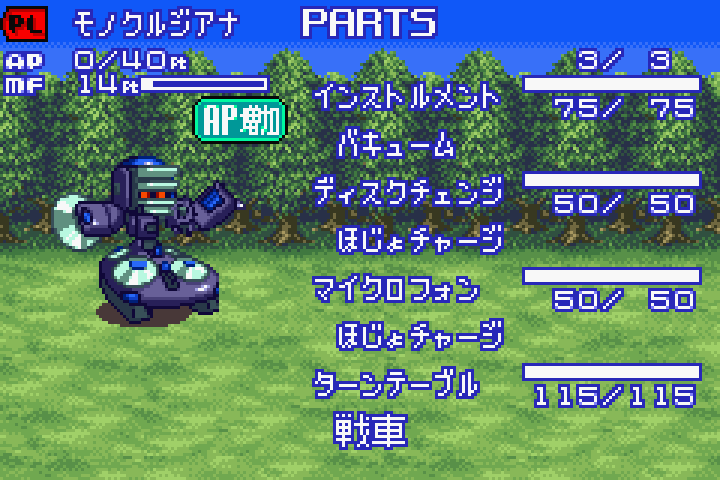 PL モノクルジアナ PARTS
AP 0/40Pt
3/ 3
MF 14Pt
インストルメント
AP増加
75/ 75
バキューム
ディスクチェンジ
50/ 50
ほじょチャージ
マイクロフォン
50/ 50
ほじょチャージ
ターンテーブル
115/115
戦車